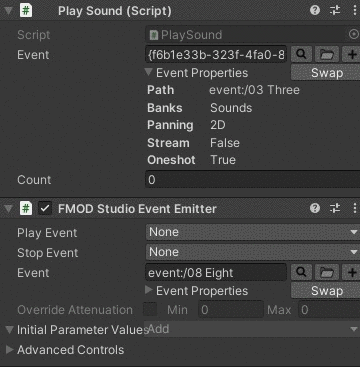 # Play Sound (Script)
Script PlaySound
Event {f6b1e33b-323f-4fa0-8
Event Properties Swap
Path event:/03 Three
Banks Sounds
Panning 2D
Stream False
Oneshot True
Count 0
# FMOD Studio Event Emitter
Play Event None
Stop Event None
Event event:/08 Eight
Event Properties Swap
Override Attenuation Min 0 Max 0
Initial Parameter Values Add
Advanced Controls